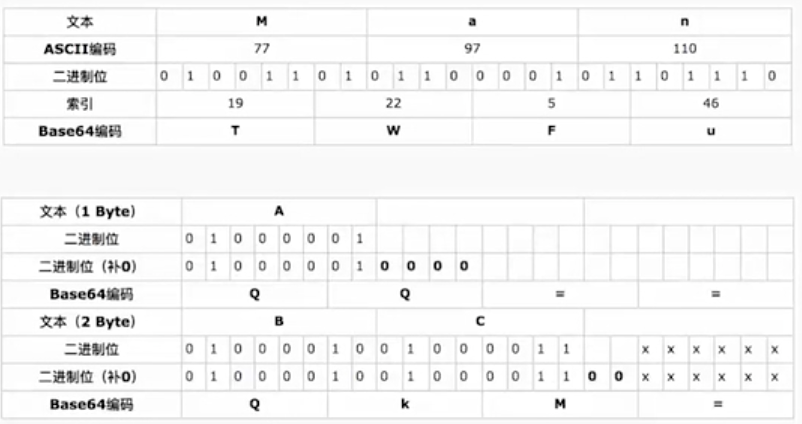 文本 M a n
ASCII编码 77 97 110
二进制位 0 1 0 0 1 1 0 1 0 1 1 0 0 0 0 1 0 1 1 0 1 1 1 0
索引 19 22 5 46
Base64编码 T W F u
文本（1 Byte） A
二进制位 0 1 0 0 0 0 0 1
二进制位（补0） 0 1 0 0 0 0 0 1 0 0 0 0
Base64编码 Q Q = =
文本（2 Byte） B C
二进制位 0 1 0 0 0 0 1 0 0 1 0 0 0 0 1 1 x x x x x x
二进制位（补0） 0 1 0 0 0 0 1 0 0 1 0 0 0 0 1 1 0 0 x x x x x x
Base64编码 Q k M =